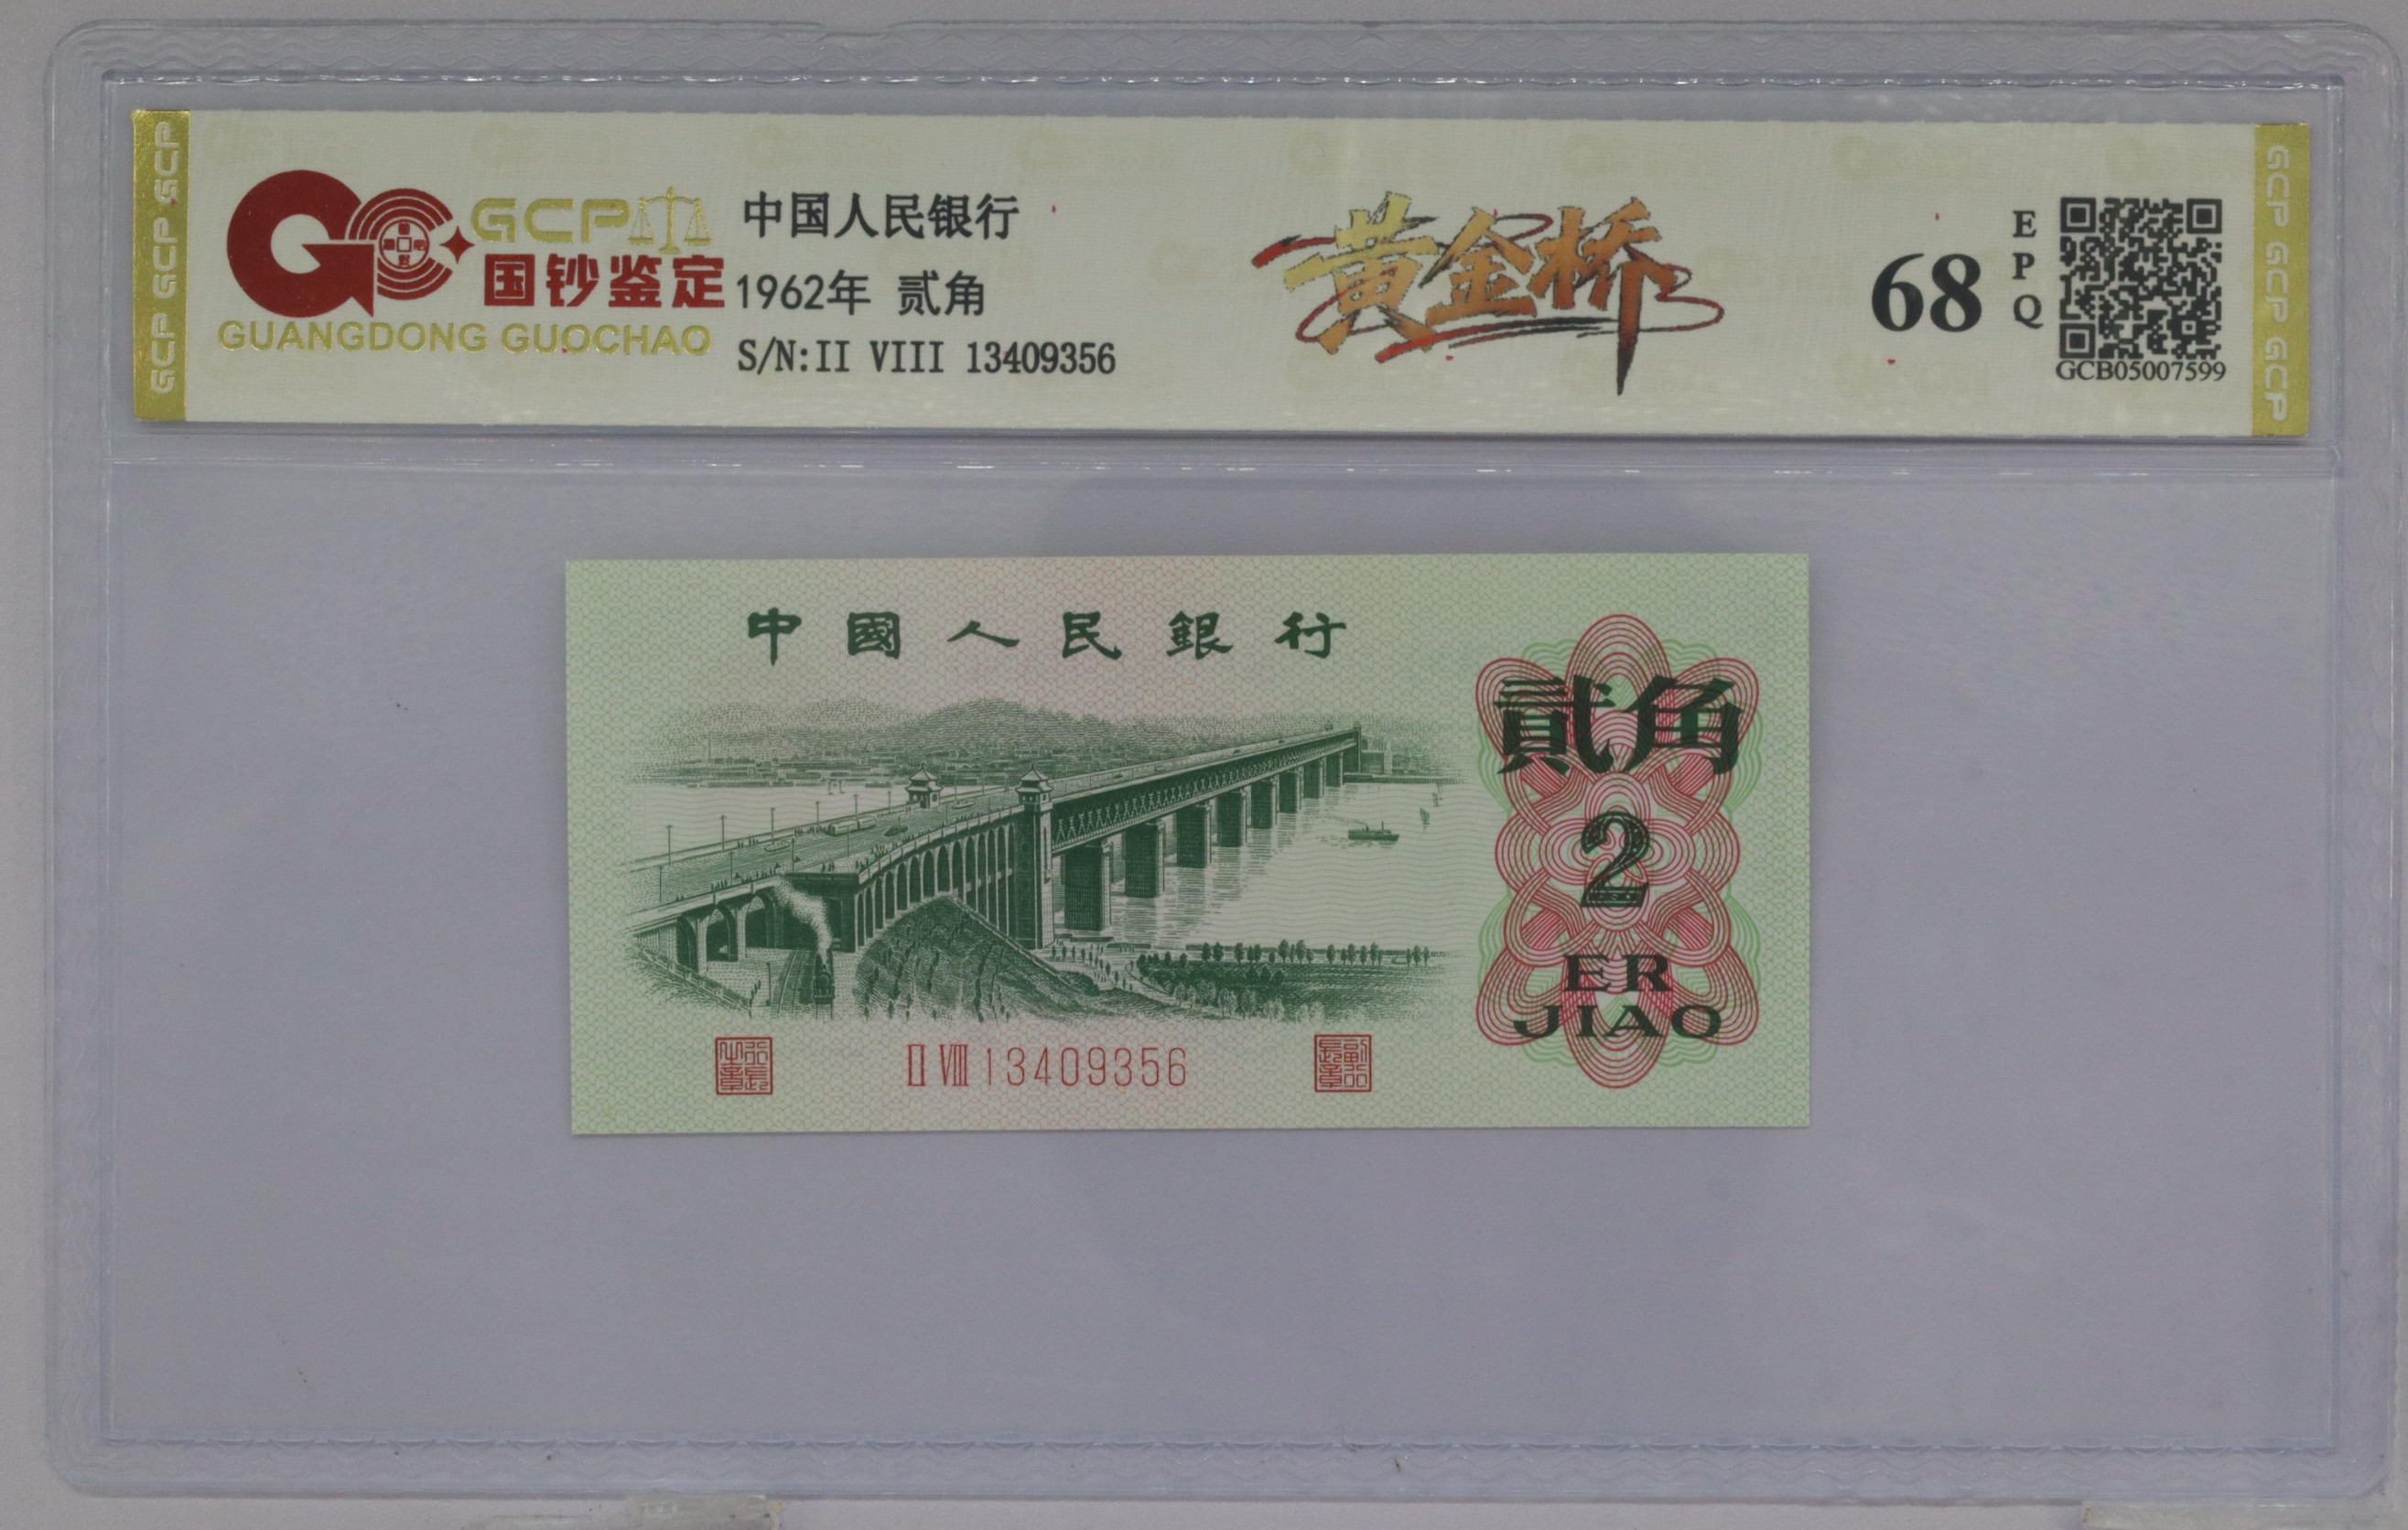 GCP GCP GCP
GCP
国钞鉴定
GUANGDONG GUOCHAO
中国人民银行
1962年 贰角
S/N:II VIII 13409356
黄金桥
68
EPQ
GCB05007599
GCP GCP GCP
中國人民銀行
貳角
2
ER
JIAO
II VIII 13409356